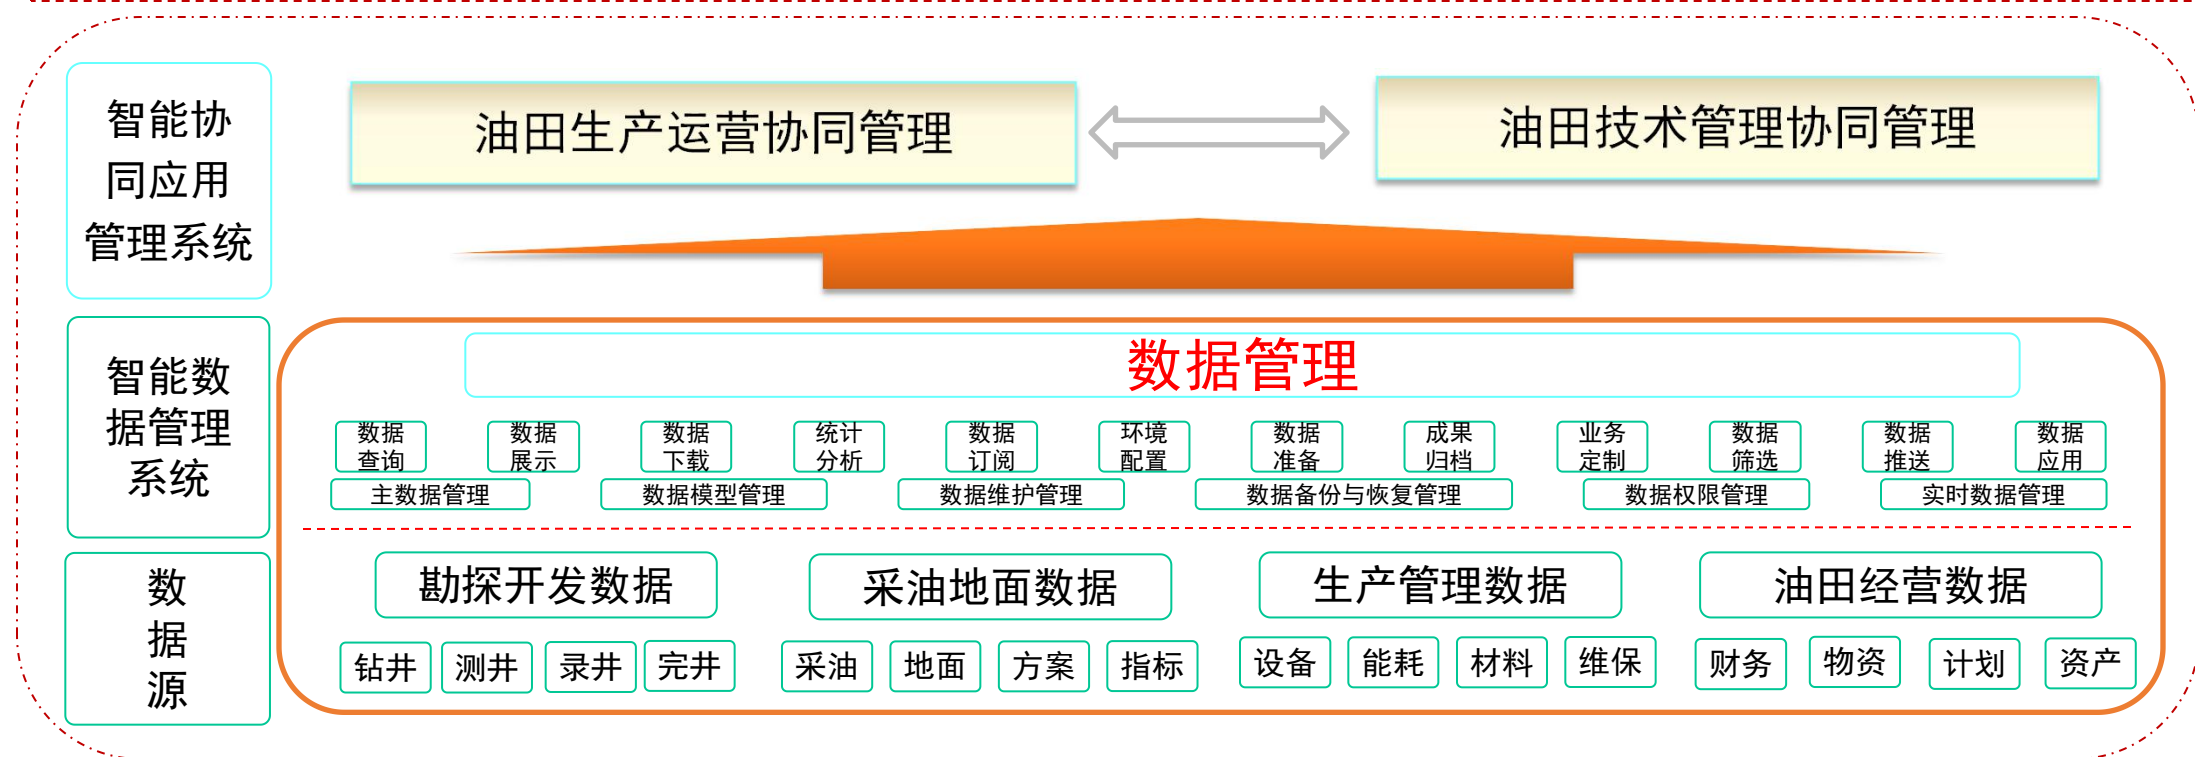 智能协
同应用
管理系统
油田生产运营协同管理
油田技术管理协同管理
智能数
据管理
系统
数据管理
数据
查询
数据
展示
数据
下载
统计
分析
数据
订阅
环境
配置
数据
准备
成果
归档
业务
定制
数据
筛选
数据
推送
数据
应用
主数据管理
数据模型管理
数据维护管理
数据备份与恢复管理
数据权限管理
实时数据管理
数
据
源
勘探开发数据
采油地面数据
生产管理数据
油田经营数据
钻井
测井
录井
完井
采油
地面
方案
指标
设备
能耗
材料
维保
财务
物资
计划
资产